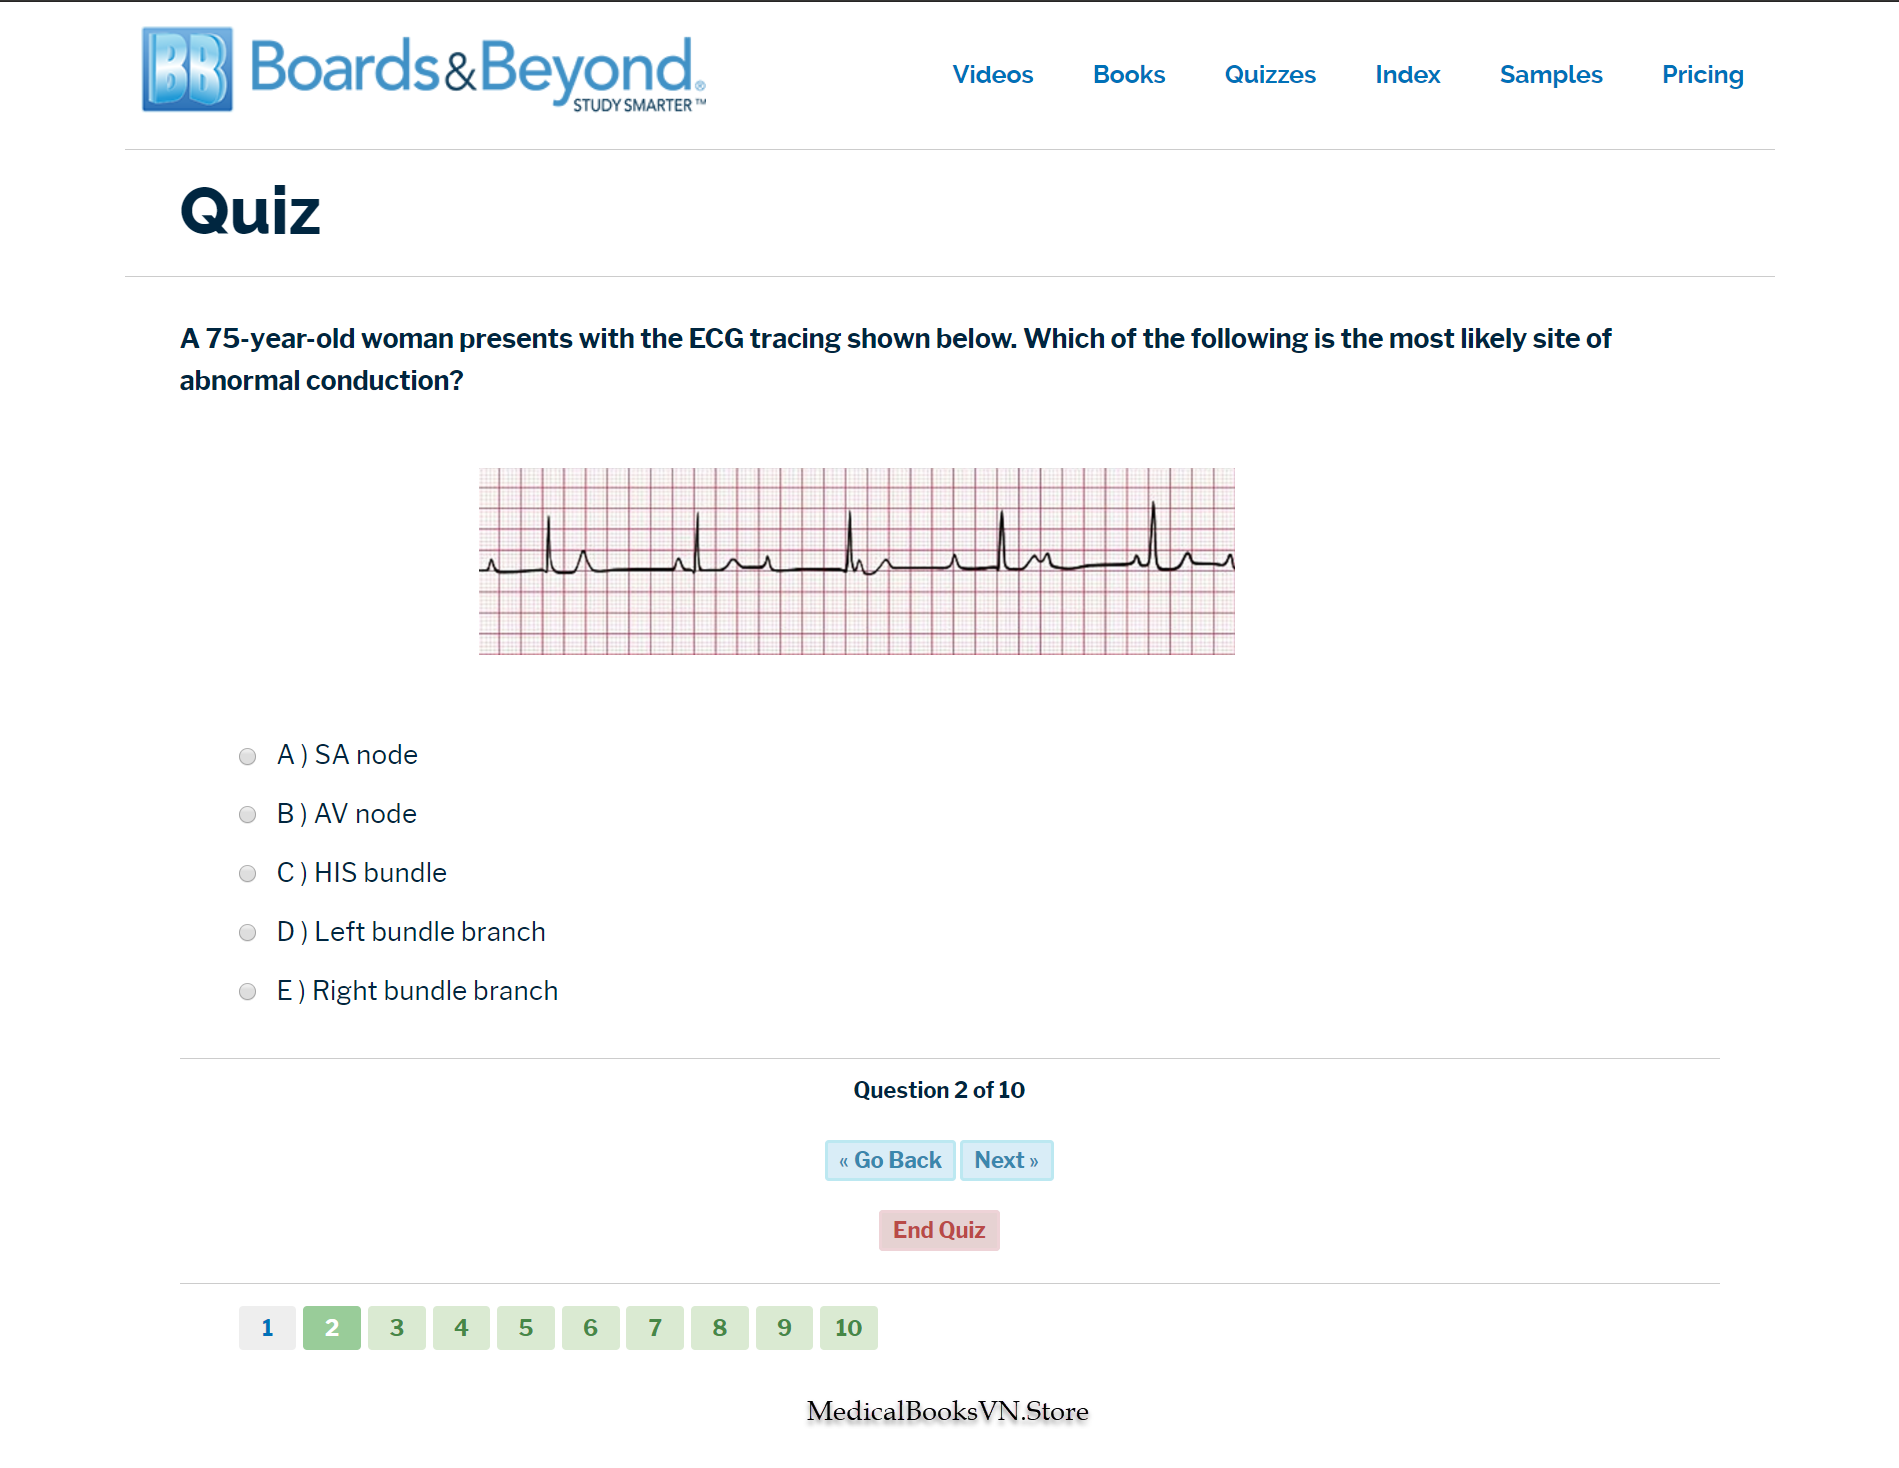 BB Boards&Beyond®
STUDY SMARTER™
Videos Books Quizzes Index Samples Pricing
Quiz
A 75-year-old woman presents with the ECG tracing shown below. Which of the following is the most likely site of
abnormal conduction?
A ) SA node
B ) AV node
C ) HIS bundle
D ) Left bundle branch
E ) Right bundle branch
Question 2 of 10
« Go Back Next »
End Quiz
1 2 3 4 5 6 7 8 9 10
MedicalBooksVN.Store